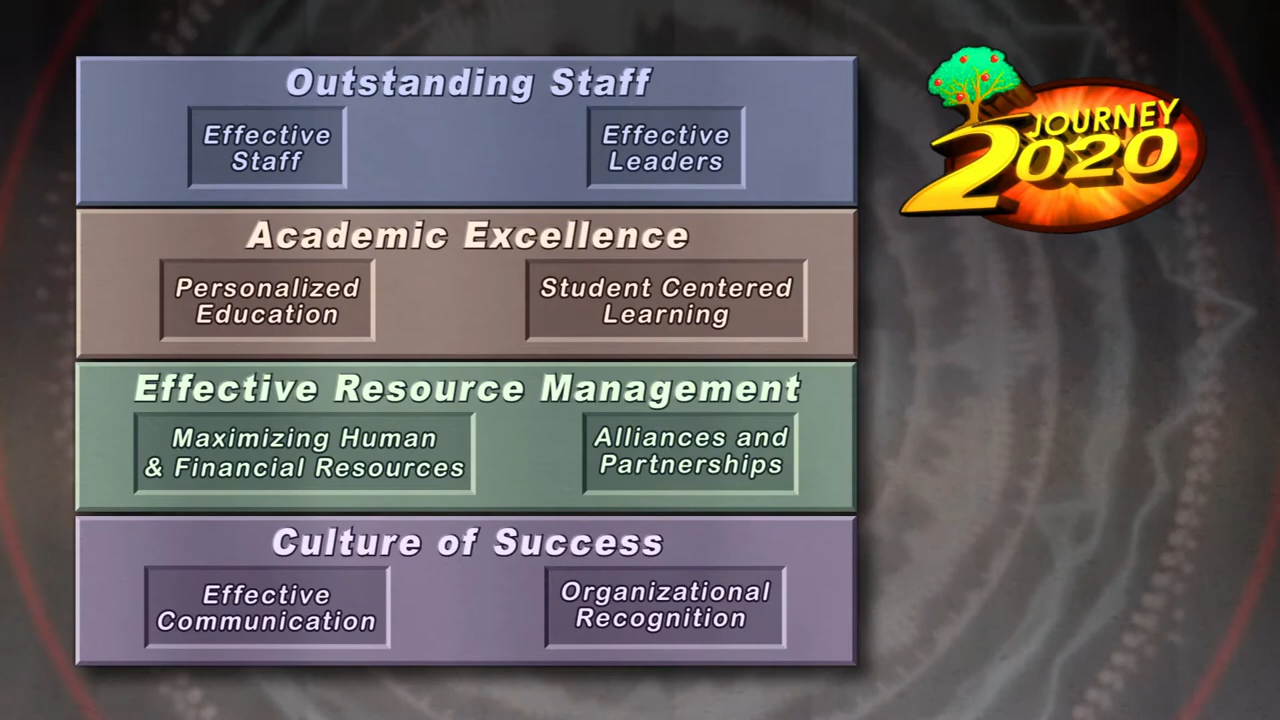 Outstanding Staff
Effective
Staff
Effective
Leaders
JOURNEY
2020
Academic Excellence
Personalized
Education
Student Centered
Learning
Effective Resource Management
Maximizing Human
& Financial Resources
Alliances and
Partnerships
Culture of Success
Effective
Communication
Organizational
Recognition